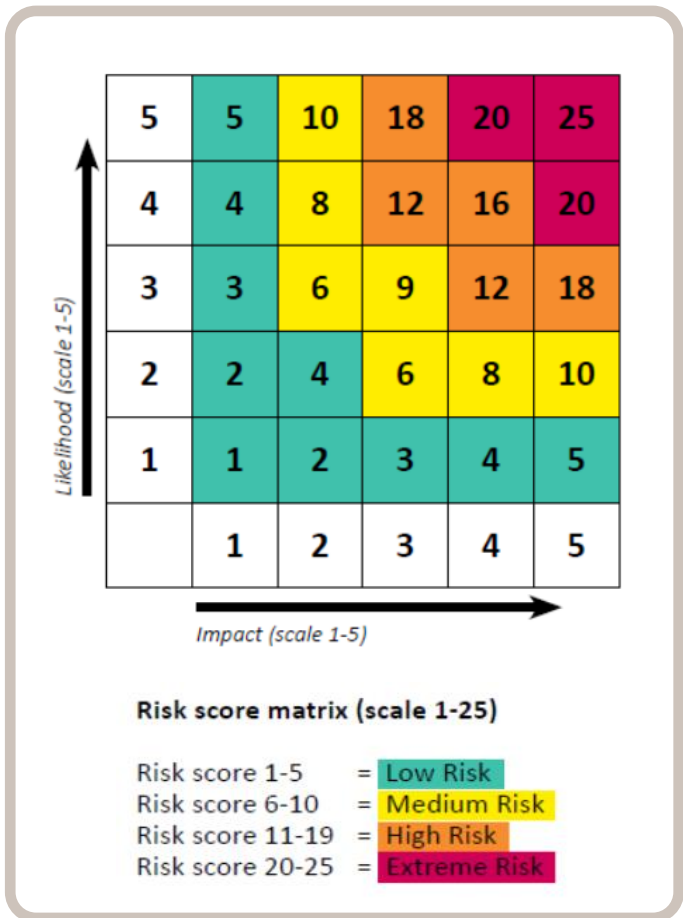 5 5 10 18 20 25
4 4 8 12 16 20
3 3 6 9 12 18
2 2 4 6 8 10
1 1 2 3 4 5
1 2 3 4 5
Likelihood (scale 1-5)
Impact (scale 1-5)
Risk score matrix (scale 1-25)
Risk score 1-5 = Low Risk
Risk score 6-10 = Medium Risk
Risk score 11-19 = High Risk
Risk score 20-25 = Extreme Risk